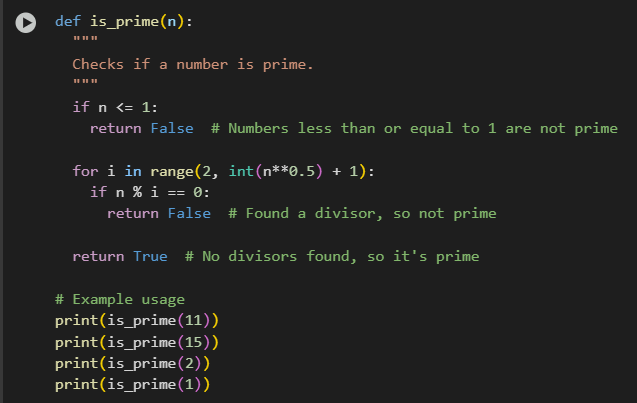 def is_prime(n):
  """
  Checks if a number is prime.
  """
  if n <= 1:
    return False  # Numbers less than or equal to 1 are not prime

  for i in range(2, int(n**0.5) + 1):
    if n % i == 0:
      return False  # Found a divisor, so not prime

  return True  # No divisors found, so it's prime

# Example usage
print(is_prime(11))
print(is_prime(15))
print(is_prime(2))
print(is_prime(1))